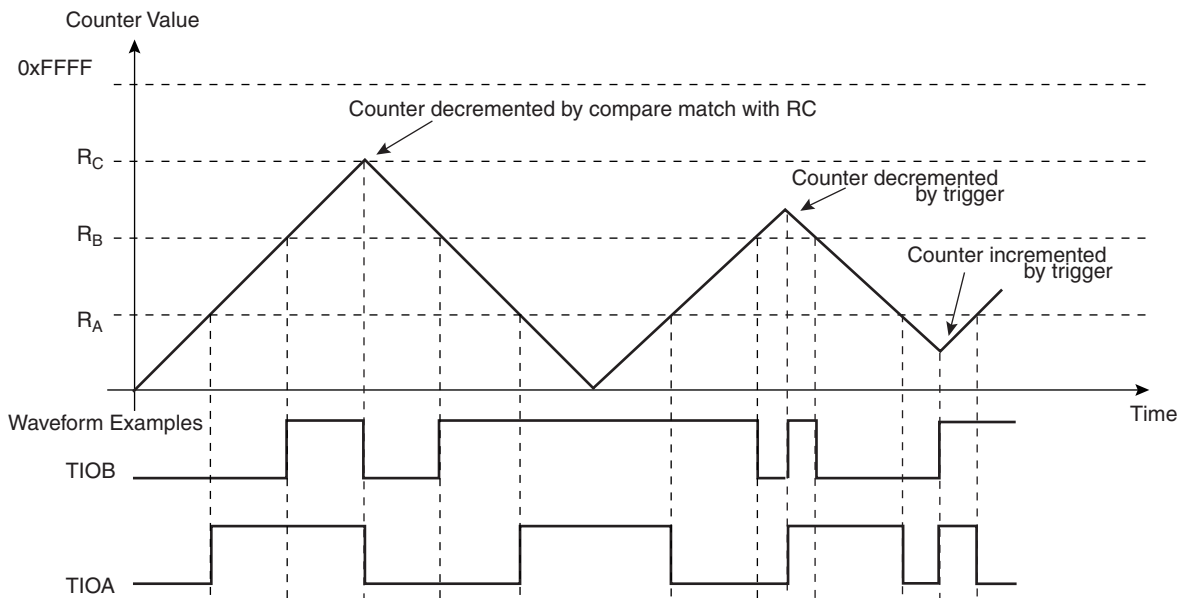 Counter Value
0xFFFF
Counter decremented by compare match with RC
RC
Counter decremented
by trigger
RB
Counter incremented
by trigger
RA
Time
Waveform Examples
TIOB
TIOA